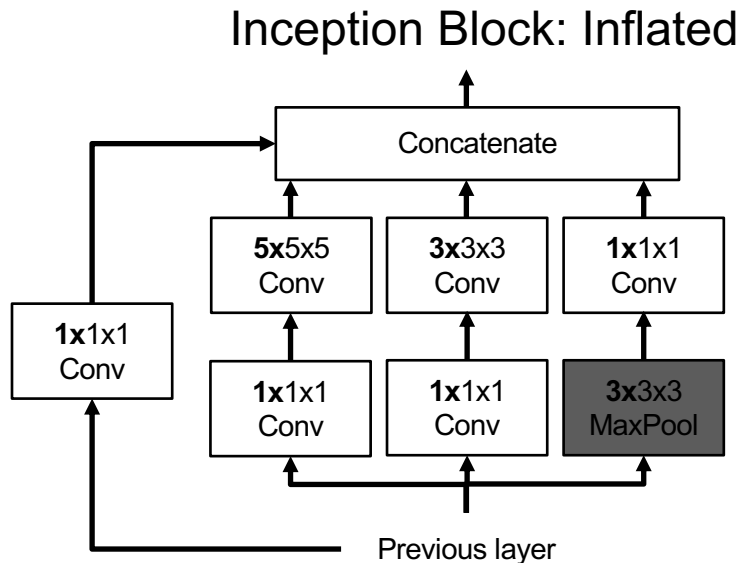 Inception Block: Inflated
Concatenate
5x5x5
Conv
3x3x3
Conv
1x1x1
Conv
1x1x1
Conv
1x1x1
Conv
1x1x1
Conv
3x3x3
MaxPool
Previous layer